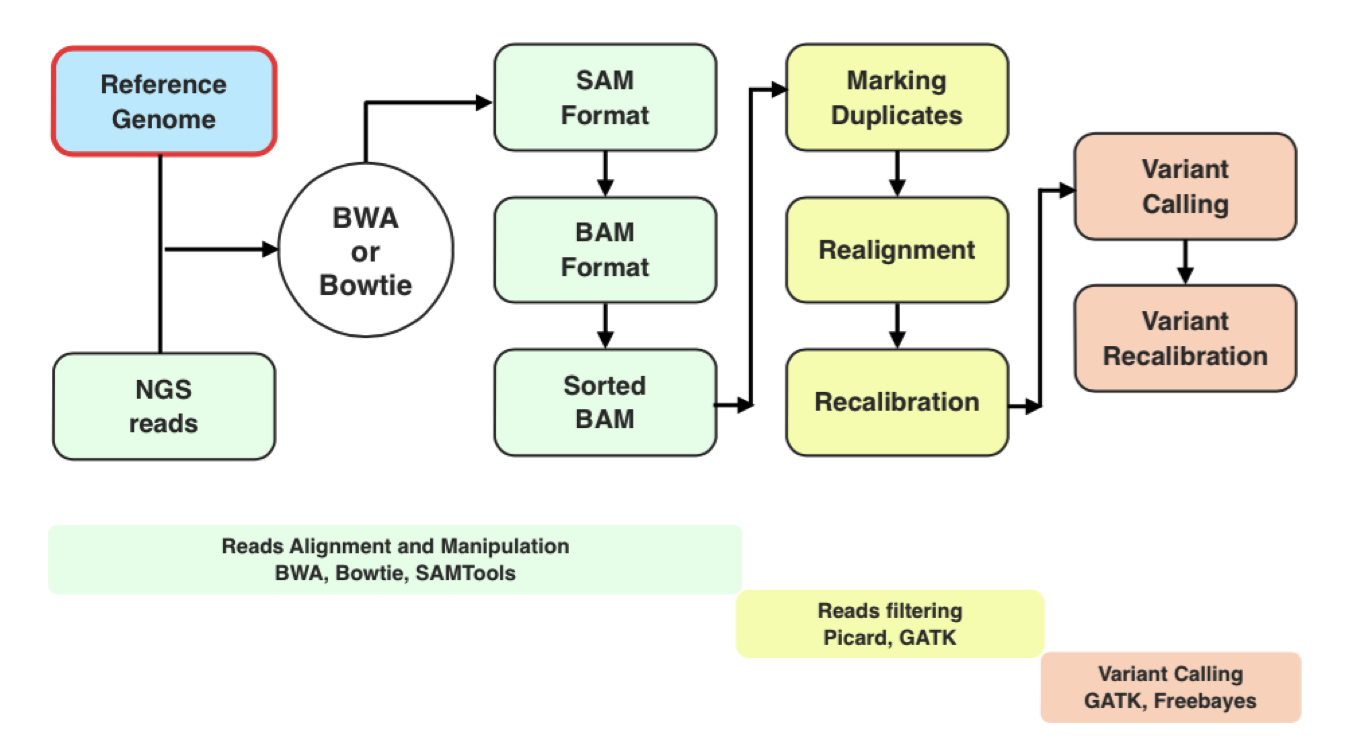 Reference
Genome
NGS
reads
BWA
or
Bowtie
SAM
Format
BAM
Format
Sorted
BAM
Marking
Duplicates
Realignment
Recalibration
Variant
Calling
Variant
Recalibration
Reads Alignment and Manipulation
BWA, Bowtie, SAMTools
Reads filtering
Picard, GATK
Variant Calling
GATK, Freebayes